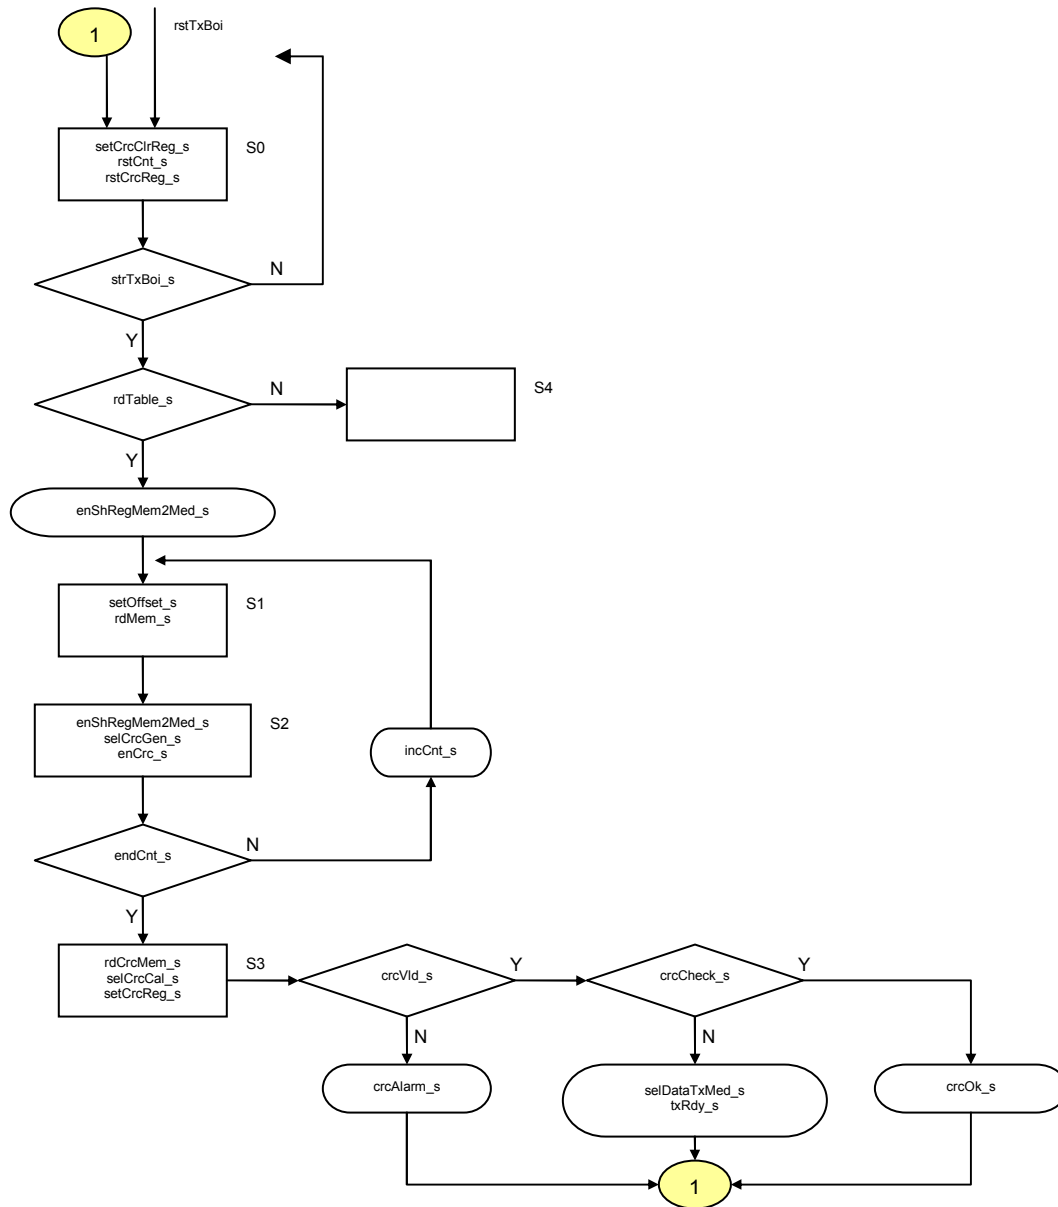 1
rstTxBoi
setCrcClrReg_s
rstCnt_s
rstCrcReg_s
S0
strTxBoi_s
N
Y
rdTable_s
N
S4
Y
enShRegMem2Med_s
setOffset_s
rdMem_s
S1
enShRegMem2Med_s
selCrcGen_s
enCrc_s
S2
incCnt_s
endCnt_s
N
Y
rdCrcMem_s
selCrcCal_s
setCrcReg_s
S3
crcVld_s
Y
crcCheck_s
Y
N
N
crcAlarm_s
selDataTxMed_s
txRdy_s
crcOk_s
1